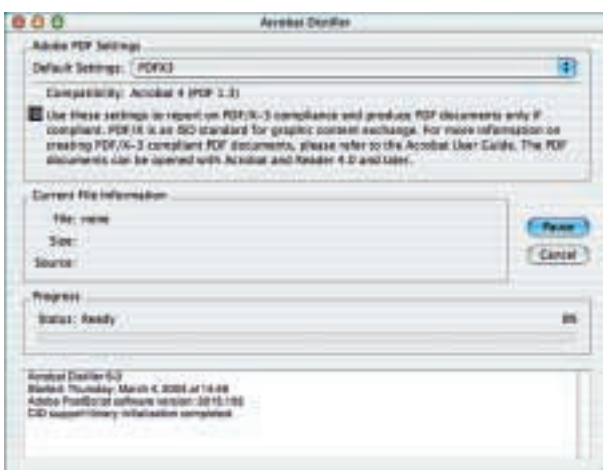 Acrobat Distiller
Adobe PDF Settings
Default Settings: PDFX3
Compatibility: Acrobat 4 (PDF 1.3)
Use these settings to report on PDF/X-3 compliance and produce PDF documents only if
compliant. PDF/X is an ISO standard for graphic content exchange. For more information on
creating PDF/X-3 compliant PDF documents, please refer to the Acrobat User Guide. The PDF
documents can be opened with Acrobat and Reader 4.0 and later.
Current File Information
File: none
Size:
Source:
Pause
Cancel
Progress
Status: Ready
0%
Acrobat Distiller 6.0
Started: Thursday, March 4, at
Adobe PostScript software version:
CID support library initialization completed.